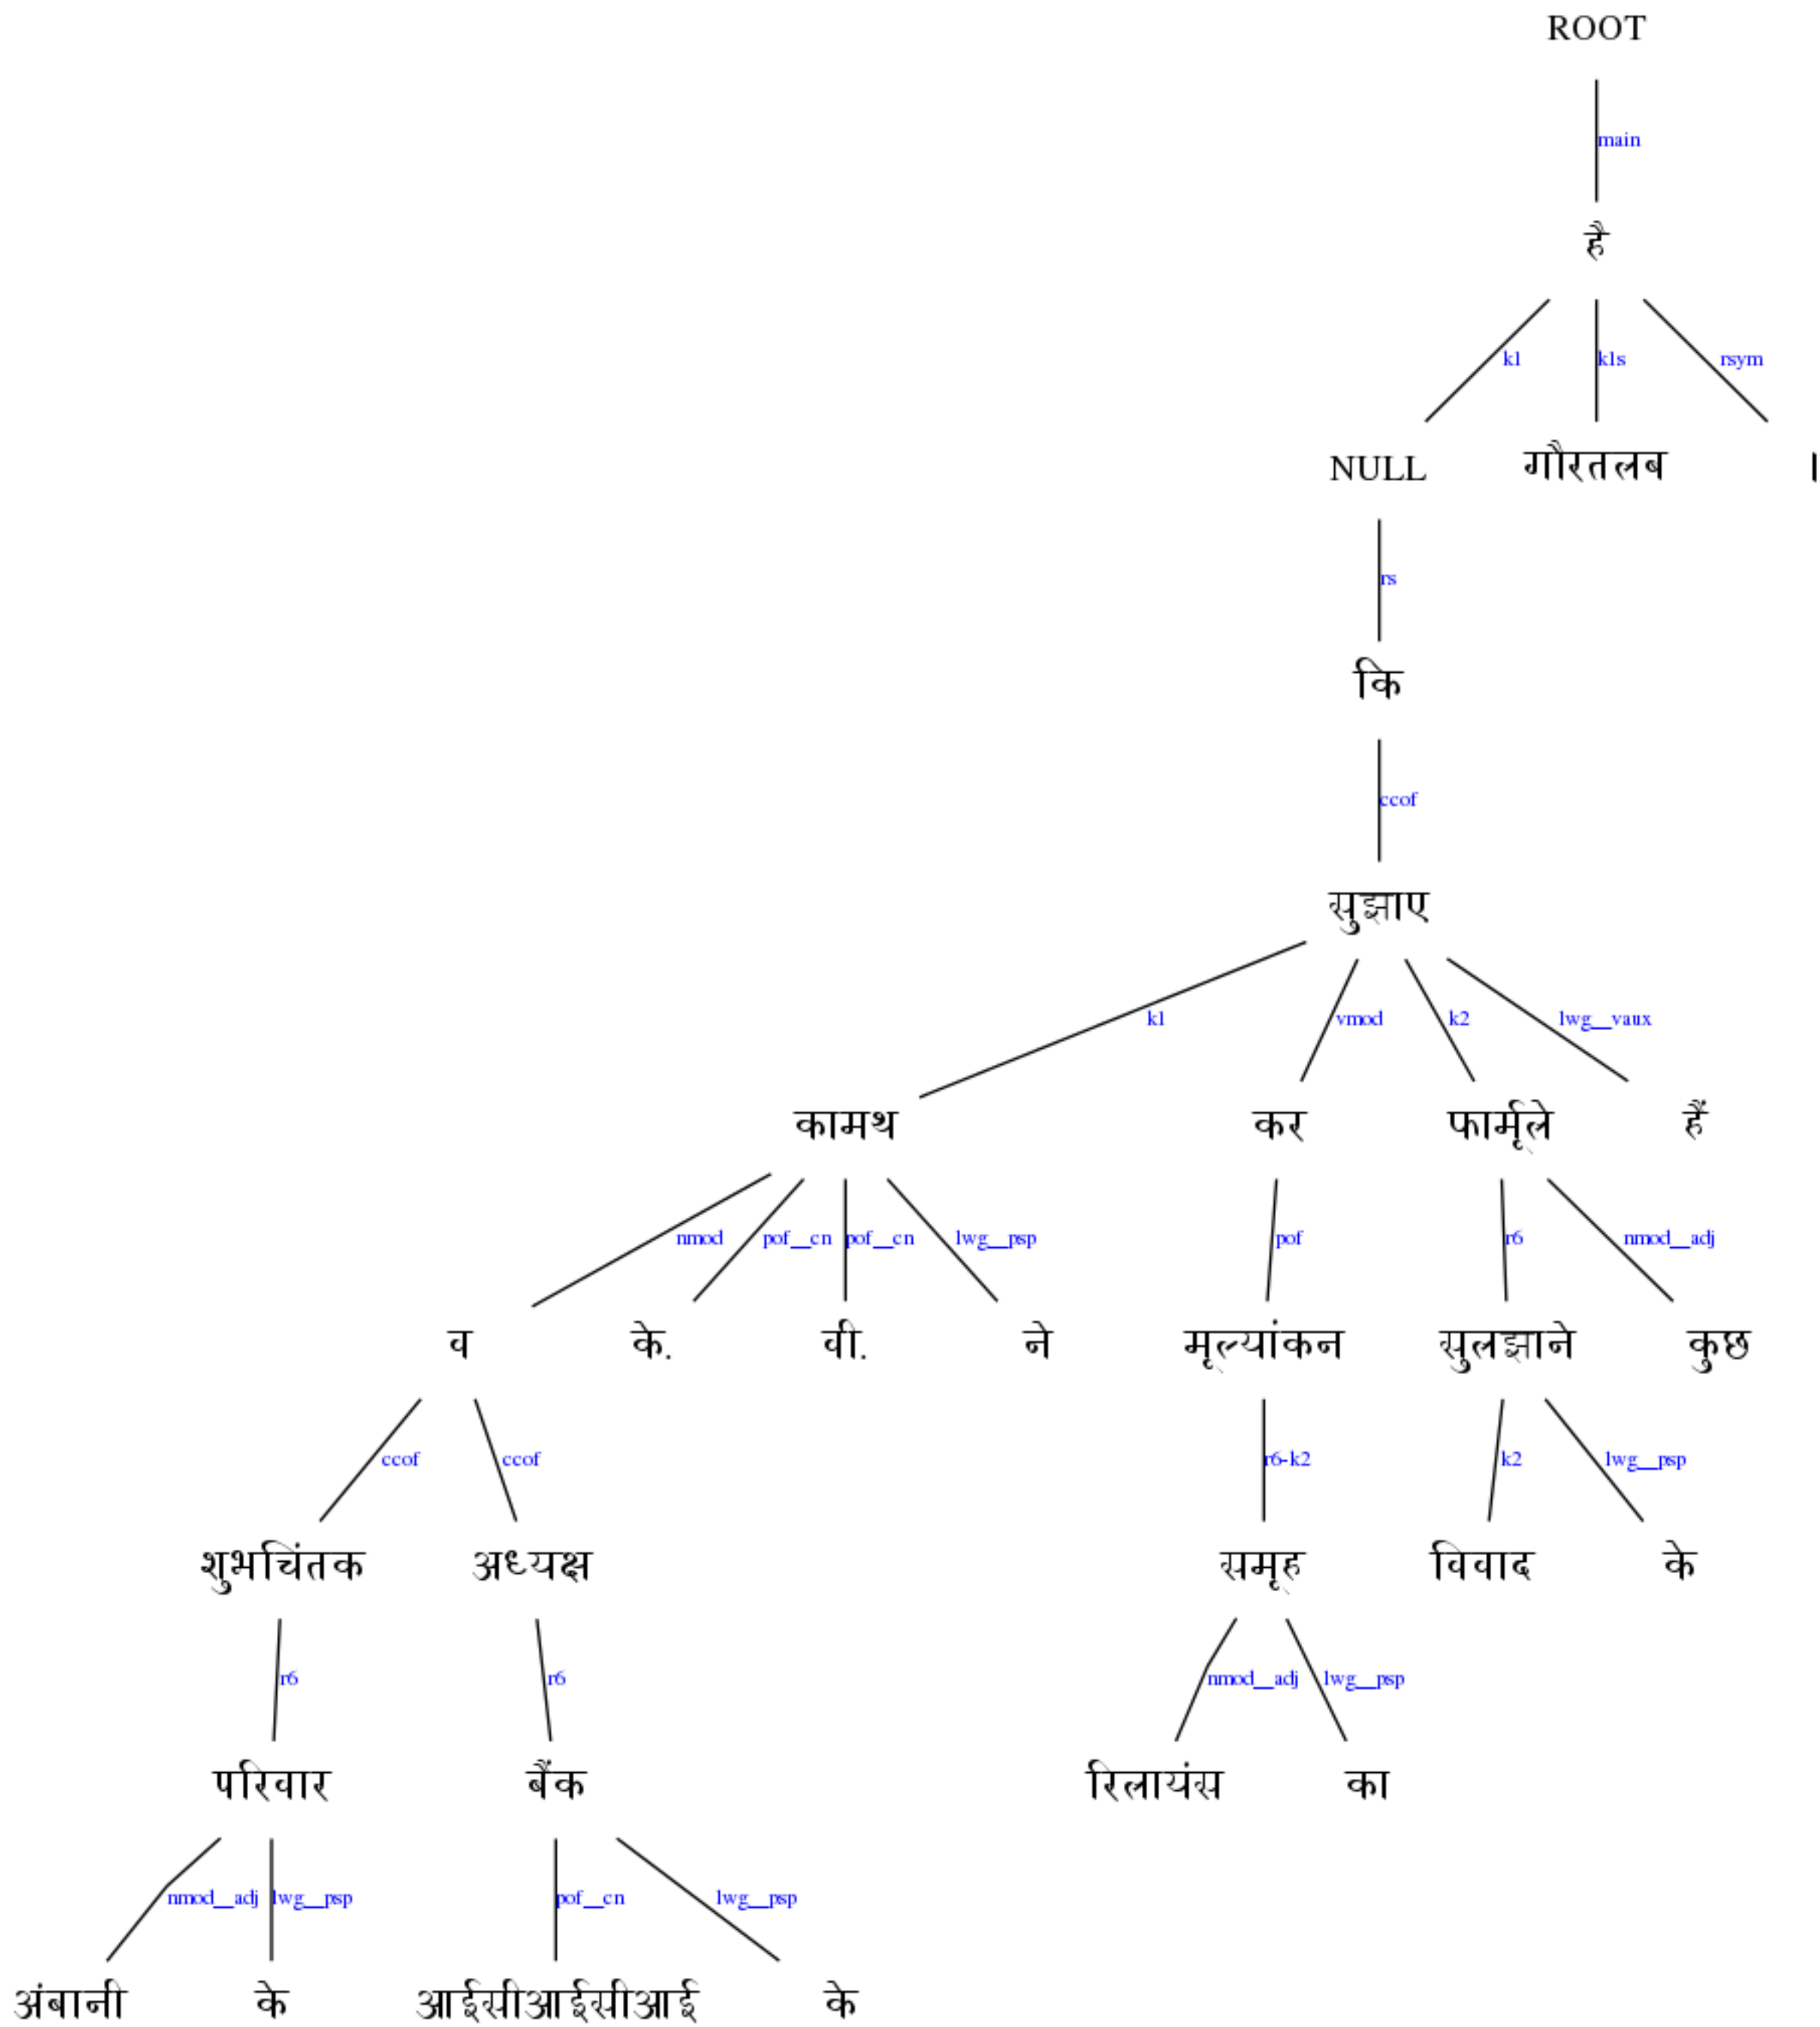 ROOT
main
है
k1 k1s rsym
NULL गौरतलब ।
rs
कि
ccof
सुझाए
k1 vmod k2 lwg__vaux
कामथ कर फार्मूले हैं
nmod pof__cn pof__cn lwg__psp pof r6 nmod__adj
व के. वी. ने मूल्यांकन सुलझाने कुछ
ccof ccof r6-k2 k2 lwg__psp
शुभचिंतक अध्यक्ष समूह विवाद के
r6 r6 nmod__adj lwg__psp
परिवार बैंक रिलायंस का
nmod__adj lwg__psp pof__cn lwg__psp
अंबानी के आईसीआईसीआई के